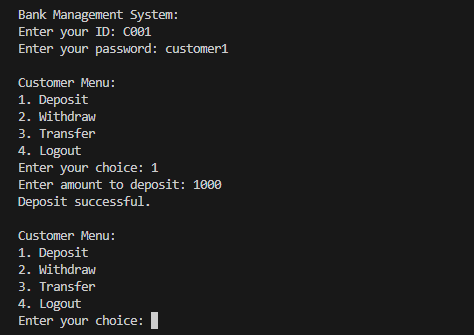 Bank Management System:
Enter your ID: C001
Enter your password: customer1
Customer Menu:
1. Deposit
2. Withdraw
3. Transfer
4. Logout
Enter your choice: 1
Enter amount to deposit: 1000
Deposit successful.
Customer Menu:
1. Deposit
2. Withdraw
3. Transfer
4. Logout
Enter your choice: